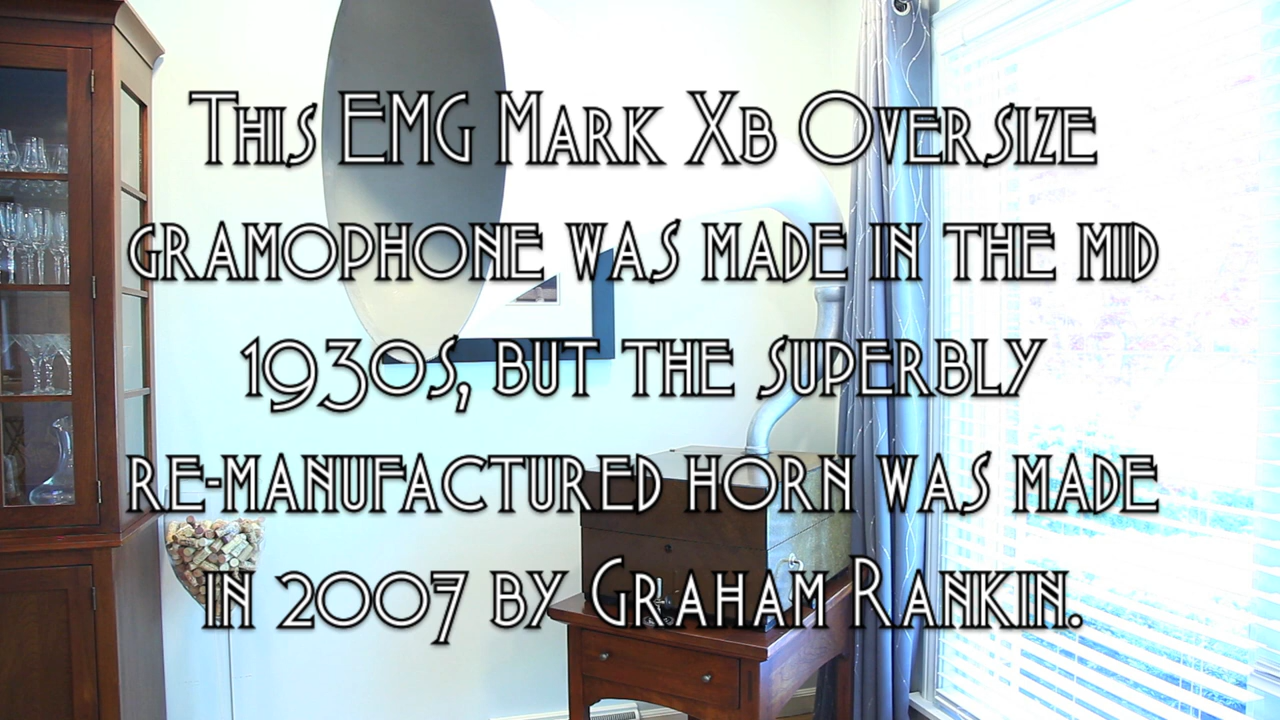 This EMG Mark Xb Oversize
gramophone was made in the mid
1930s, but the superbly
re-manufactured horn was made
in 2007 by Graham Rankin.